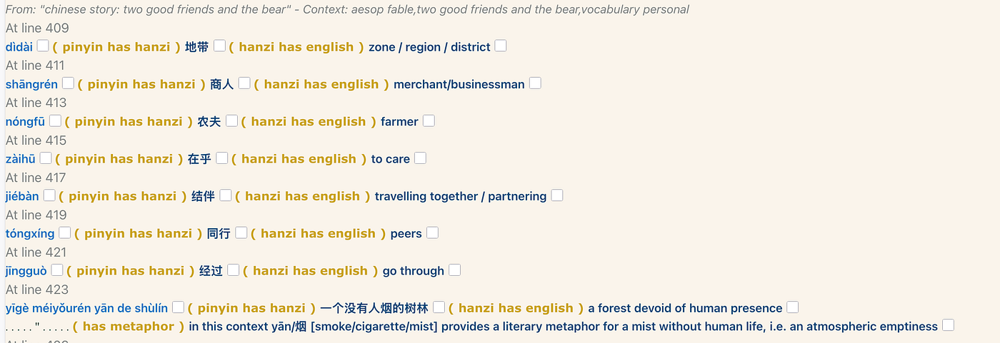 From: "chinese story: two good friends and the bear" - Context: aesop fable,two good friends and the bear,vocabulary personal
At line 409
dìdài ( pinyin has hanzi ) 地带 ( hanzi has english ) zone / region / district
At line 411
shāngrén ( pinyin has hanzi ) 商人 ( hanzi has english ) merchant/businessman
At line 413
nóngfū ( pinyin has hanzi ) 农夫 ( hanzi has english ) farmer
At line 415
zàihū ( pinyin has hanzi ) 在乎 ( hanzi has english ) to care
At line 417
jiébàn ( pinyin has hanzi ) 结伴 ( hanzi has english ) travelling together / partnering
At line 419
tóngxíng ( pinyin has hanzi ) 同行 ( hanzi has english ) peers
At line 421
jīngguò ( pinyin has hanzi ) 经过 ( hanzi has english ) go through
At line 423
yīgè méiyǒurén yān de shùlín ( pinyin has hanzi ) 一个没有人烟的树林 ( hanzi has english ) a forest devoid of human presence
. . . . . " . . . . . ( has metaphor ) in this context yān/烟 [smoke/cigarette/mist] provides a literary metaphor for a mist without human life, i.e. an atmospheric emptiness